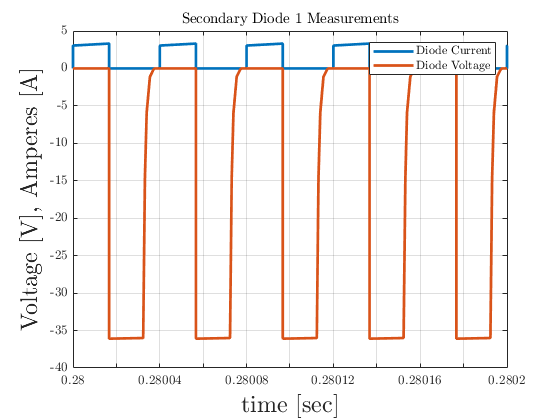 Secondary Diode 1 Measurements
Diode Current
Diode Voltage
Voltage [V], Amperes [A]
5
0
-5
-10
-15
-20
-25
-30
-35
-40
0.28 0.28004 0.28008 0.28012 0.28016 0.2802
time [sec]